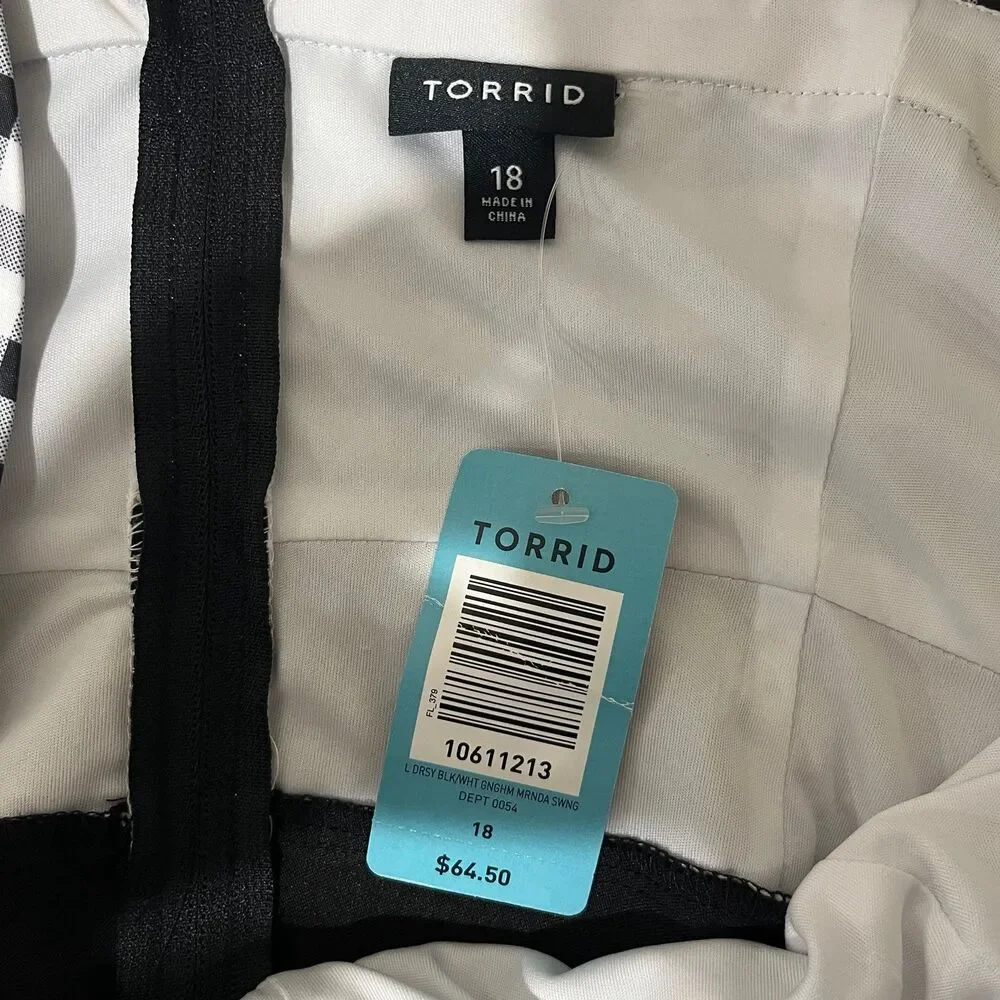 TORRID
18
MADE IN
CHINA
TORRID
FL_379
10611213
L DRSY BLK/WHT GNGHM MRNDA SWNG
DEPT 0054
18
$64.50